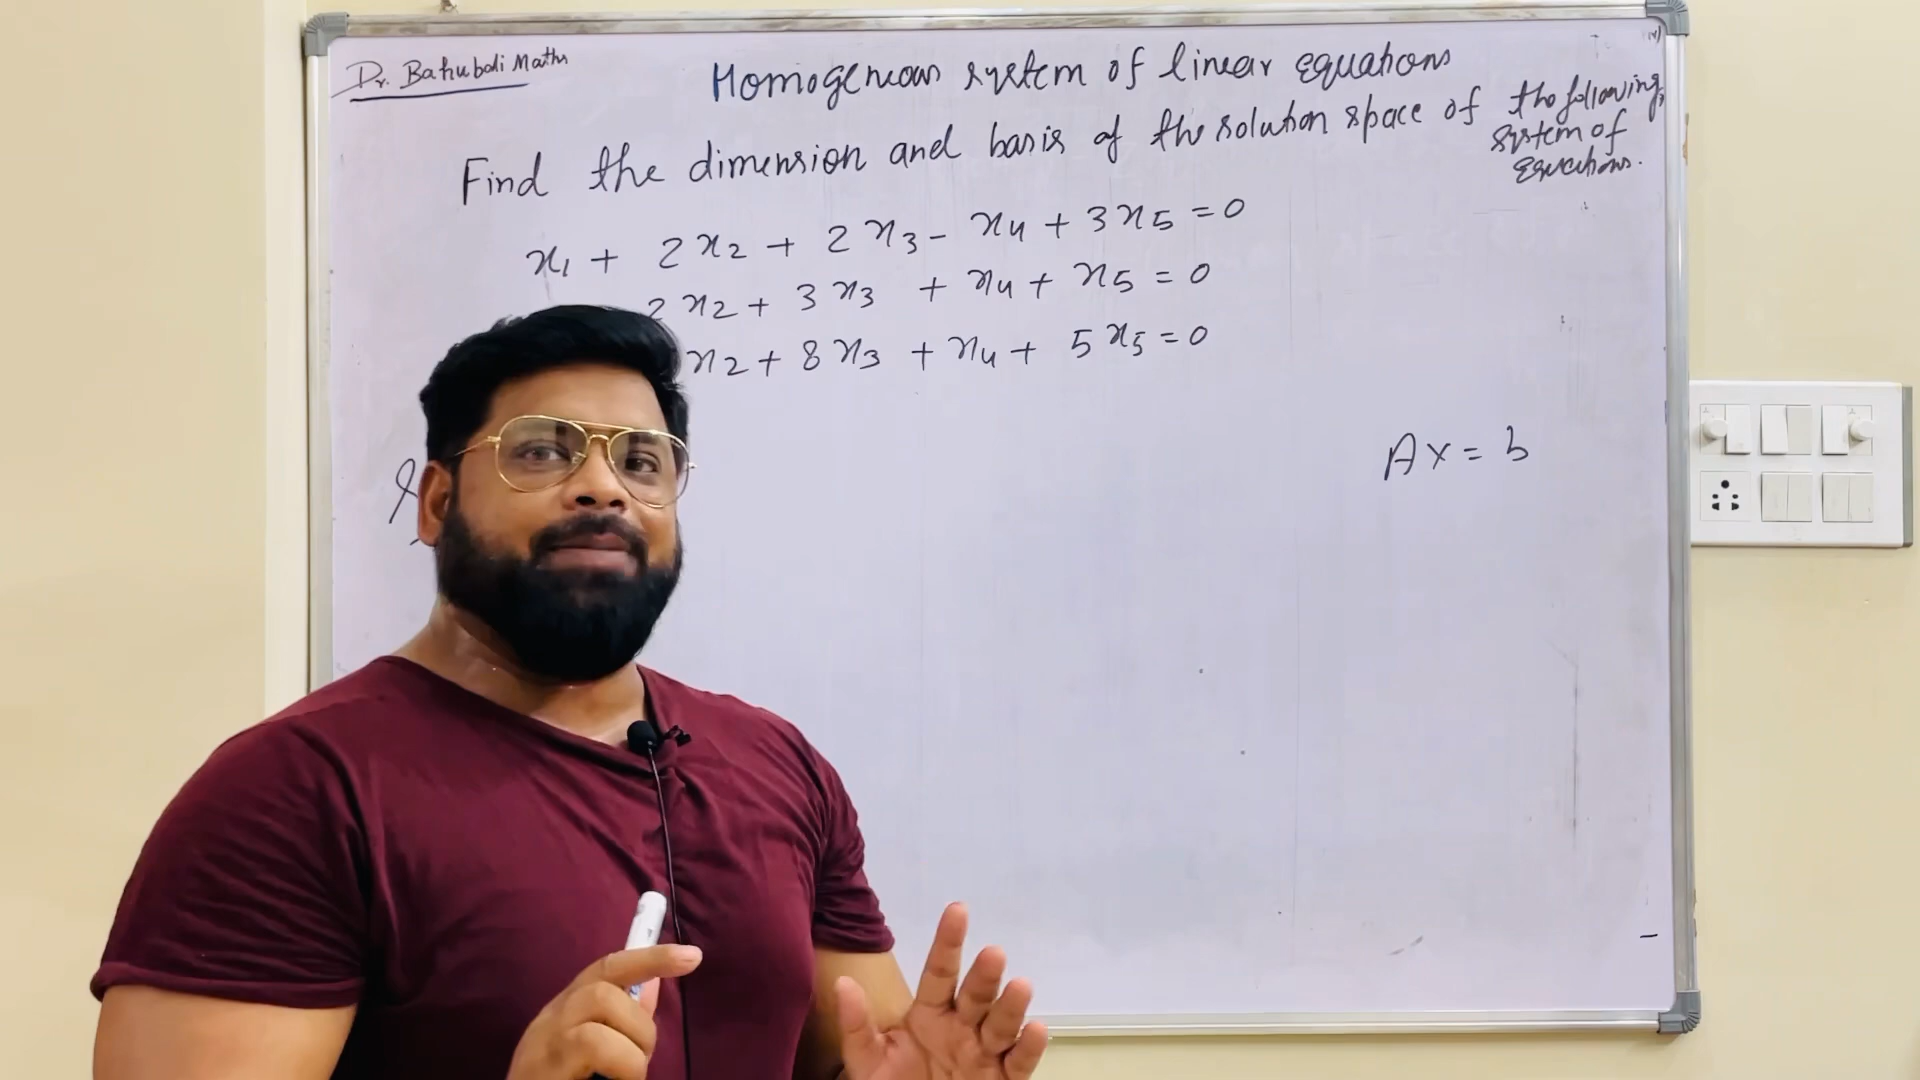 Dr. Bahubali Maths
Homogeneous system of linear equations
Find the dimension and basis of the solution space of the following
system of
equations.
x1 + 2x2 + 2x3 - x4 + 3x5 = 0
2x2 + 3x3 + x4 + x5 = 0
x2 + 8x3 + x4 + 5x5 = 0
AX = b